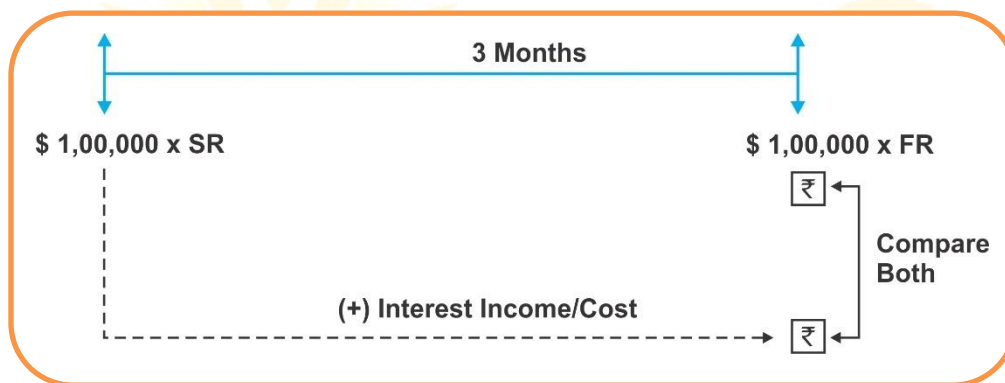 3 Months
$ 1,00,000 x SR
$ 1,00,000 x FR
₹
Compare
Both
(+) Interest Income/Cost
₹